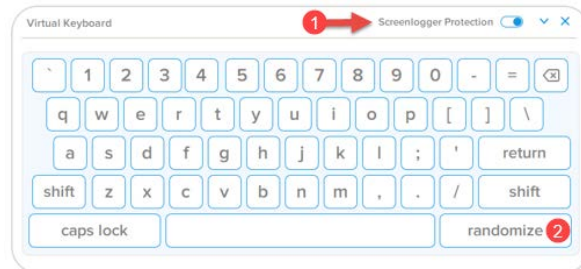 Virtual Keyboard 1 Screenlogger Protection
` 1 2 3 4 5 6 7 8 9 0 - =
q w e r t y u i o p [ ] \
a s d f g h j k l ; ' return
shift z x c v b n m , . / shift
caps lock randomize 2